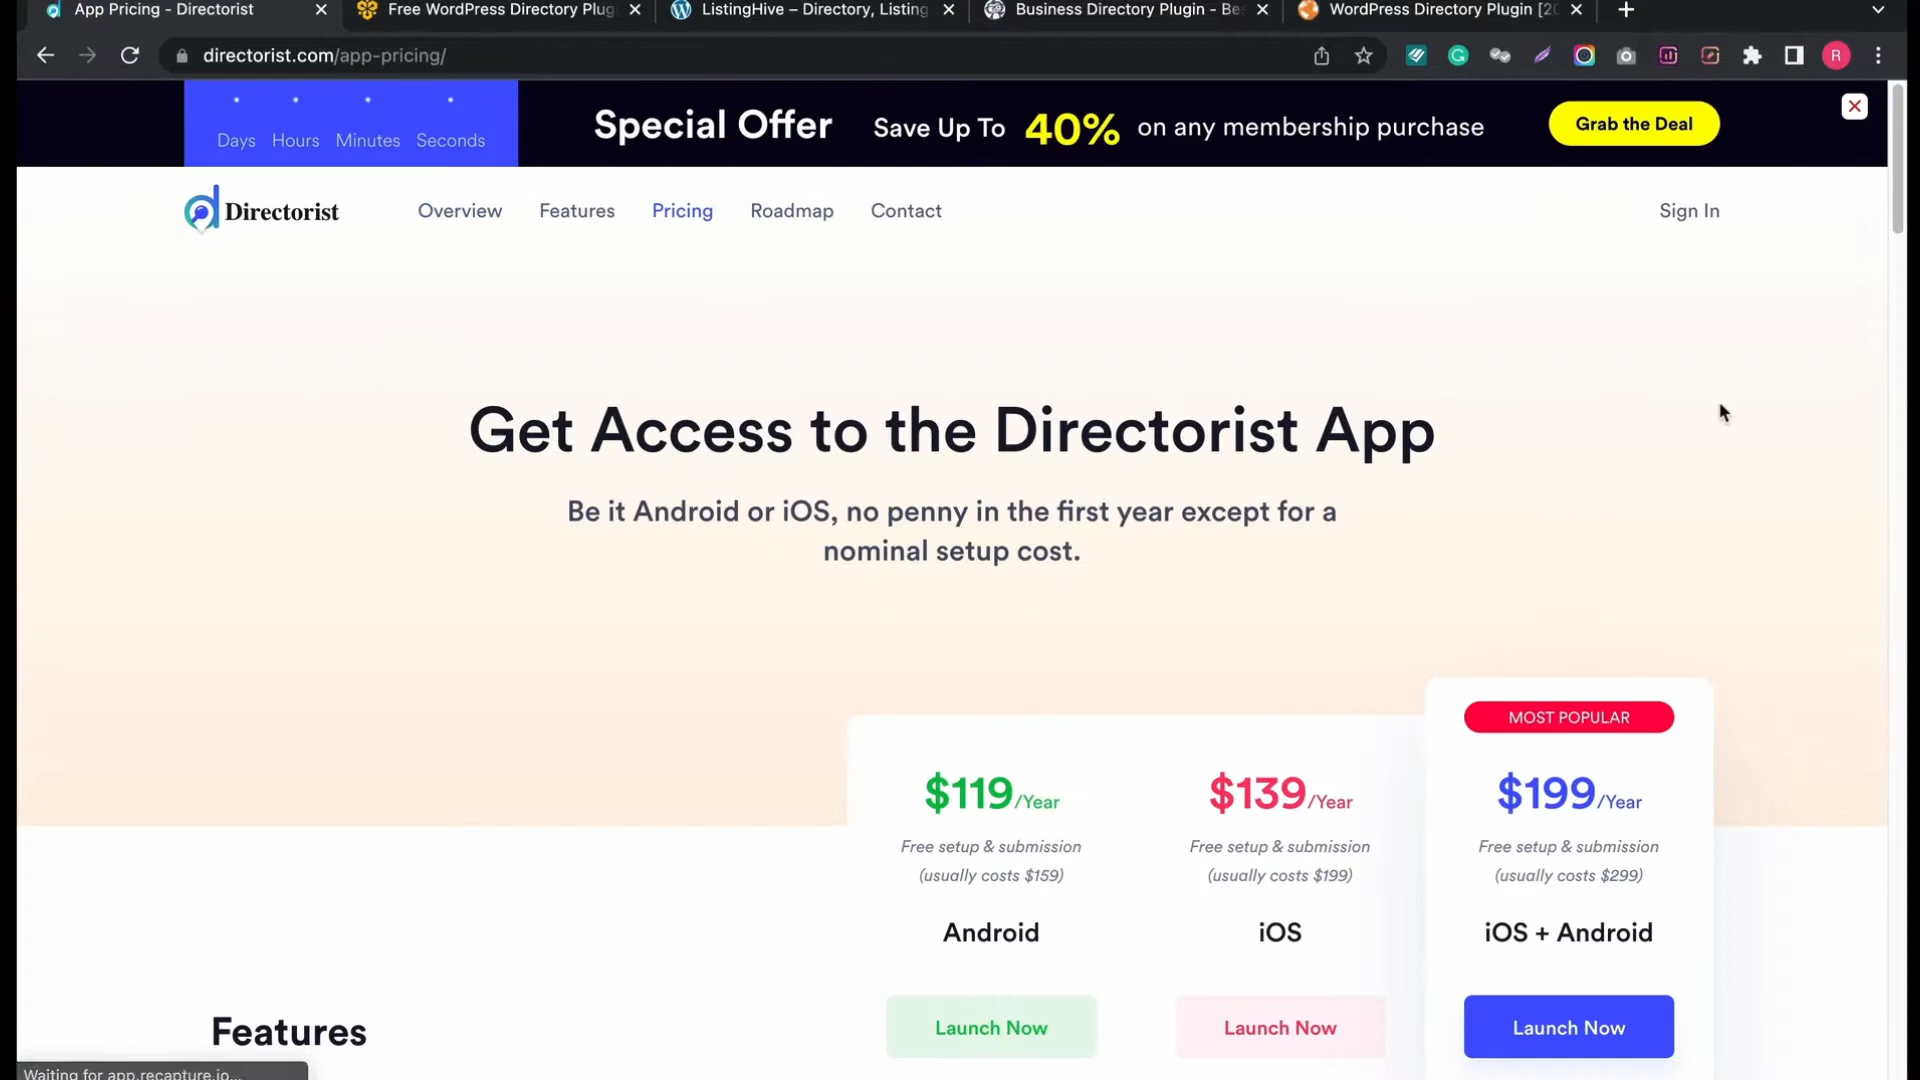 App Pricing - Directorist
Free WordPress Directory Plug
ListingHive – Directory, Listing
Business Directory Plugin - Be
WordPress Directory Plugin [20
directorist.com/app-pricing/
R
Days Hours Minutes Seconds
Special Offer Save Up To 40% on any membership purchase
Grab the Deal
Directorist
Overview Features Pricing Roadmap Contact Sign In
Get Access to the Directorist App
Be it Android or iOS, no penny in the first year except for a
nominal setup cost.
MOST POPULAR
$119/Year $139/Year $199/Year
Free setup & submission Free setup & submission Free setup & submission
(usually costs $159) (usually costs $199) (usually costs $299)
Android iOS iOS + Android
Launch Now Launch Now Launch Now
Features
Waiting for app.recapture.io...